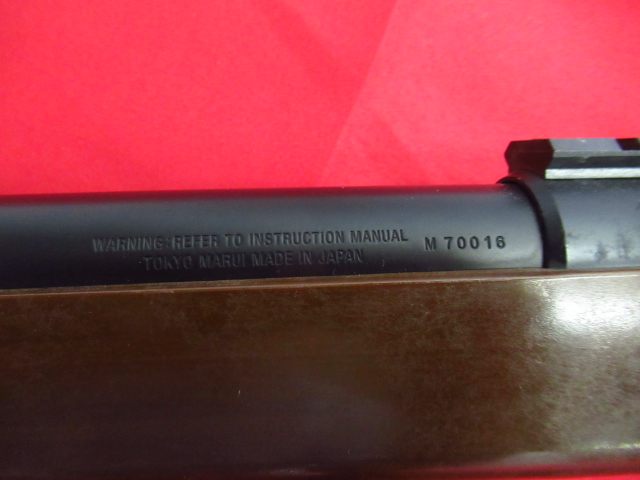 WARNING:REFER TO INSTRUCTION MANUAL M 70016
TOKYO MARUI MADE IN JAPAN